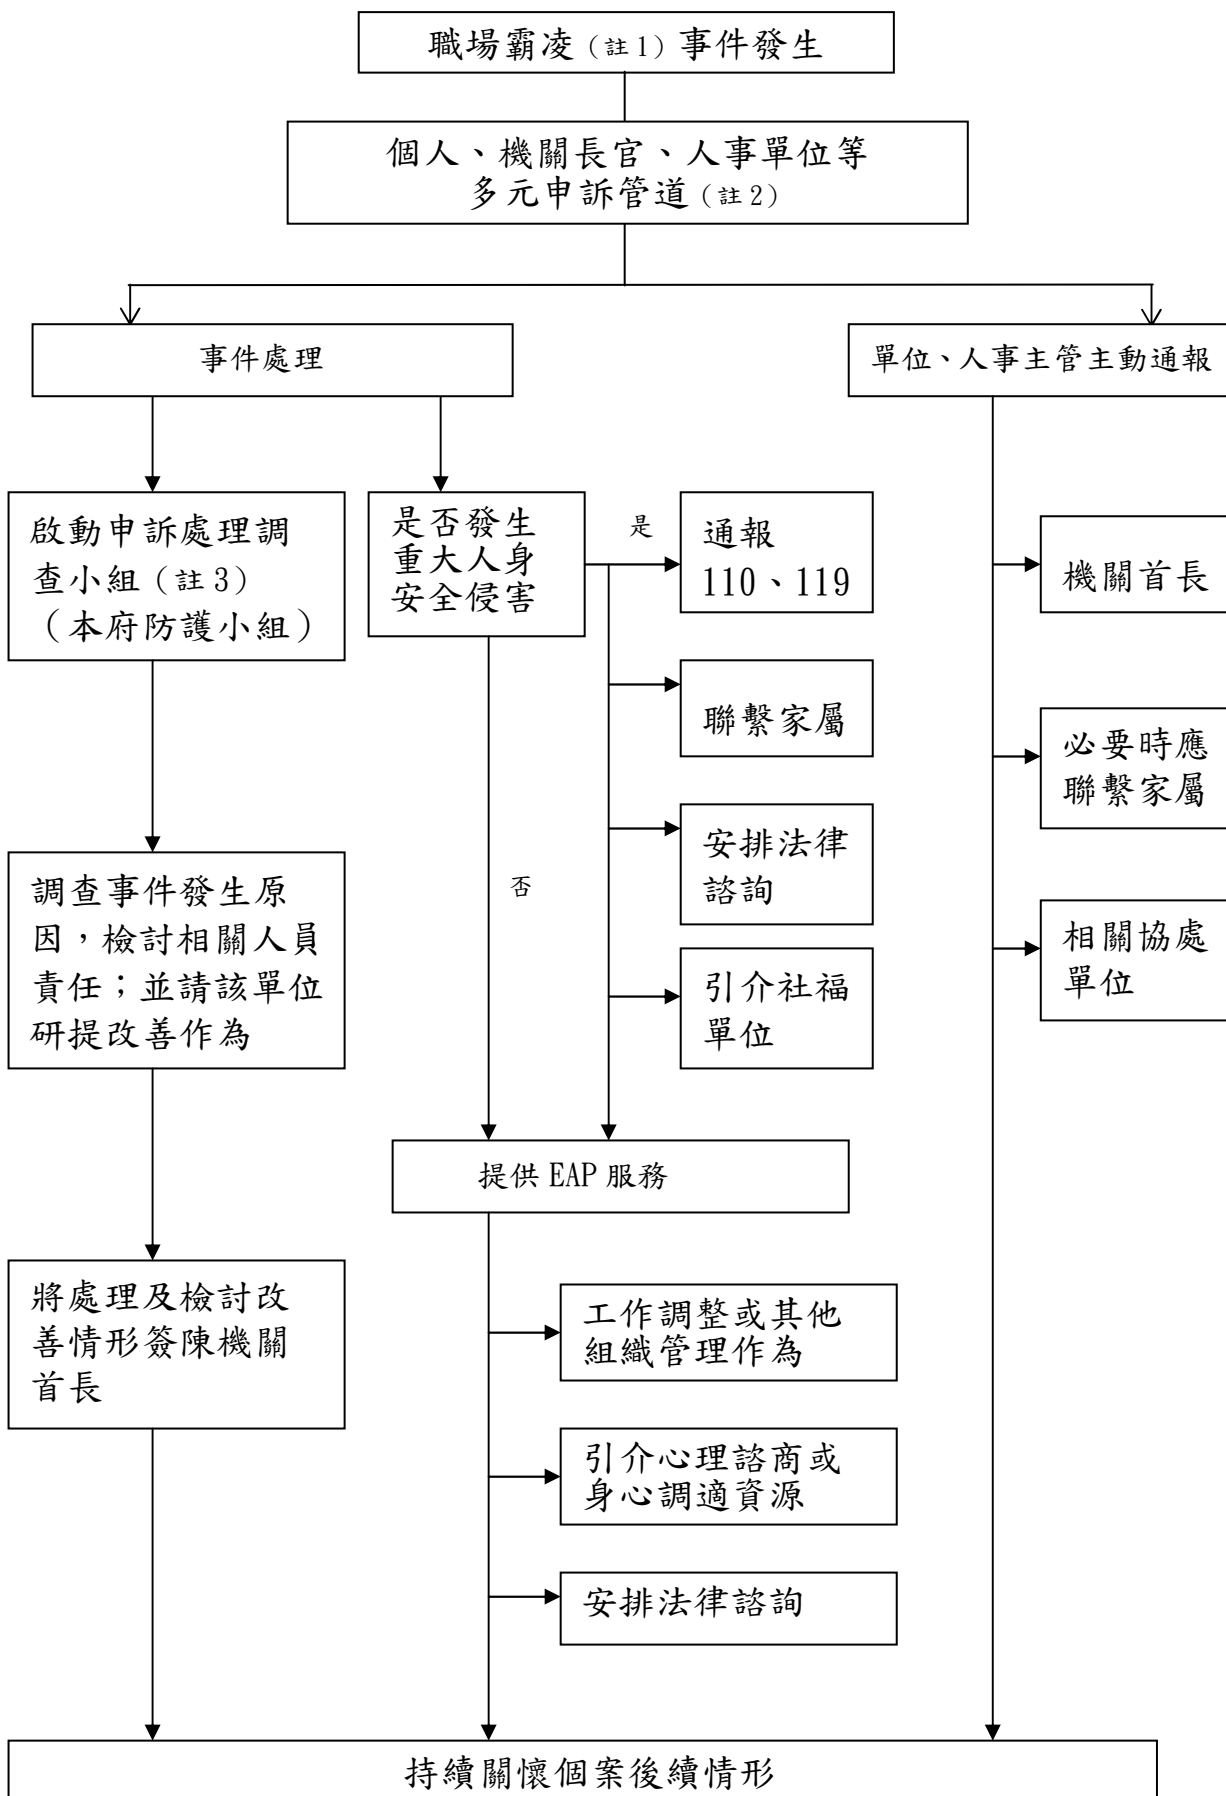 職場霸凌（註1）事件發生
個人、機關長官、人事單位等
多元申訴管道（註2）
事件處理
單位、人事主管主動通報
啟動申訴處理調
查小組（註3）
（本府防護小組）
是否發生
重大人身
安全侵害
是
通報
110、119
機關首長
聯繫家屬
必要時應
聯繫家屬
安排法律
諮詢
調查事件發生原
因，檢討相關人員
責任；並請該單位
研提改善作為
否
引介社福
單位
相關協處
單位
提供 EAP 服務
將處理及檢討改
善情形簽陳機關
首長
工作調整或其他
組織管理作為
引介心理諮商或
身心調適資源
安排法律諮詢
持續關懷個案後續情形